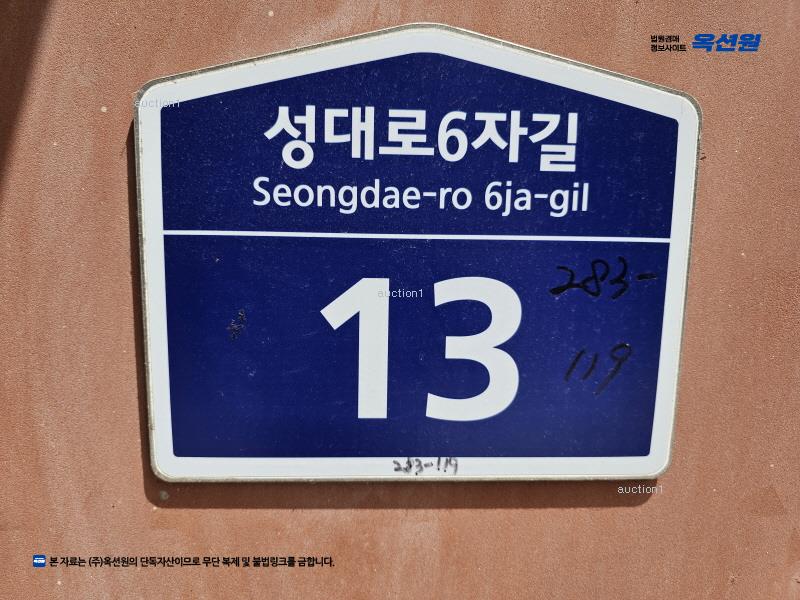 법원경매
정보사이트 옥션원
auction1
성대로6자길
Seongdae-ro 6ja-gil
13
auction1
283-
119
283-119
auction1
본 자료는 (주)옥션원의 단독자산이므로 무단 복제 및 불법링크를 금합니다.